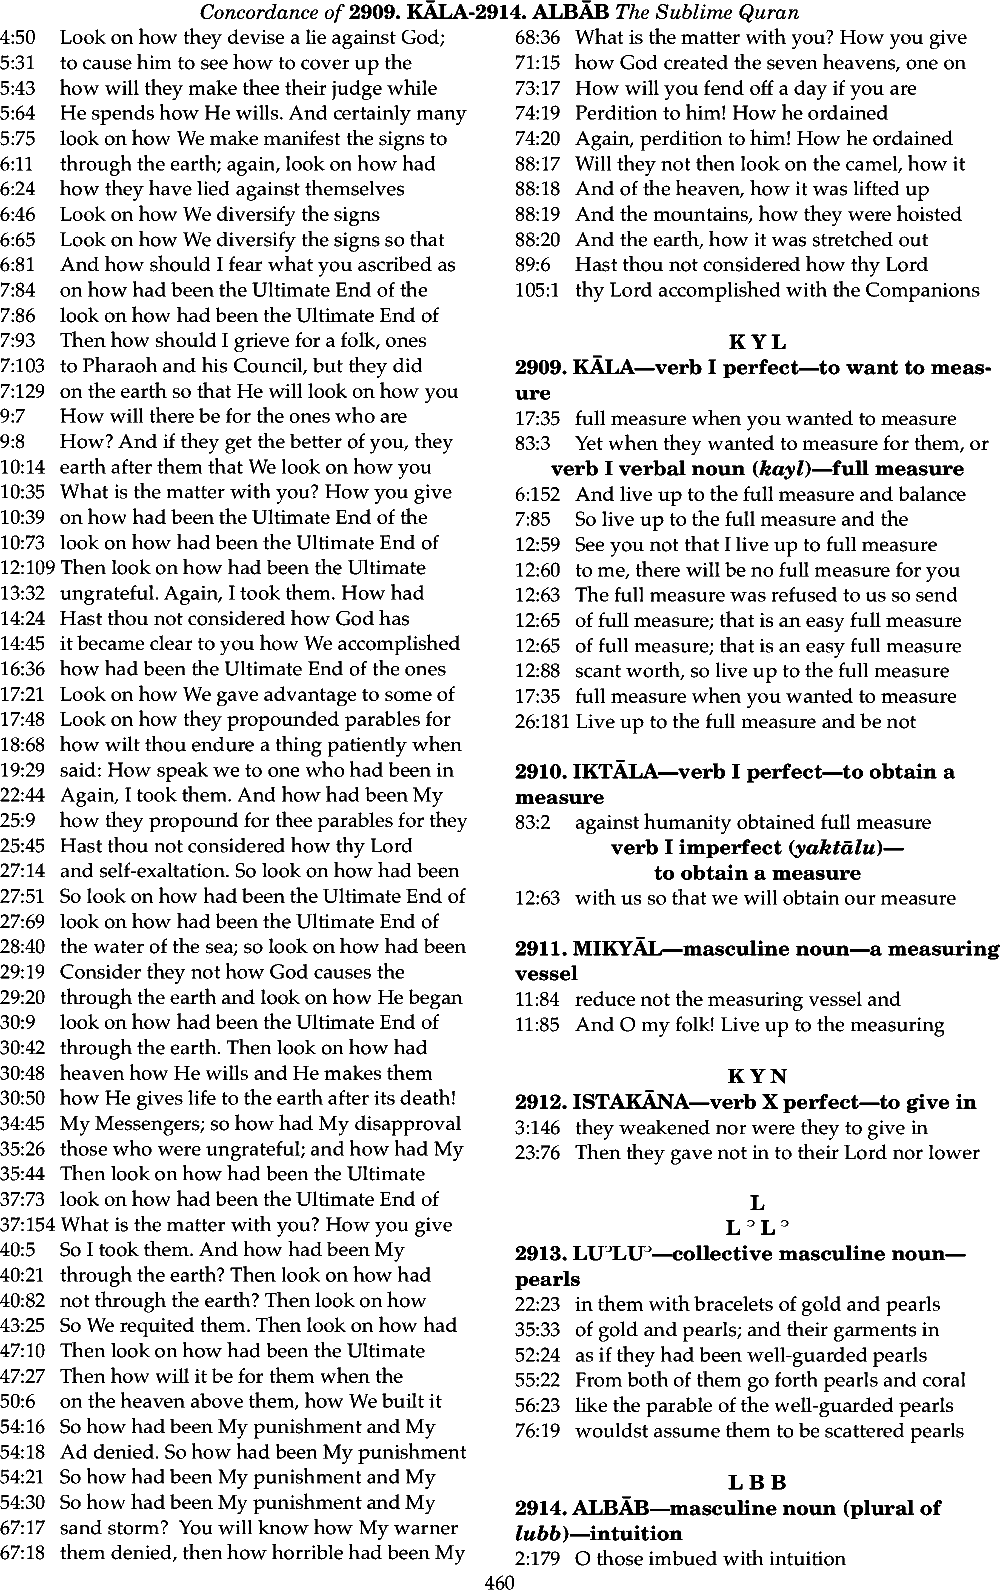 Concordance of 2909. KĀLA-2914. ALBĀB The Sublime Quran
4:50 Look on how they devise a lie against God;
5:31 to cause him to see how to cover up the
5:43 how will they make thee their judge while
5:64 He spends how He wills. And certainly many
5:75 look on how We make manifest the signs to
6:11 through the earth; again, look on how had
6:24 how they have lied against themselves
6:46 Look on how We diversify the signs
6:65 Look on how We diversify the signs so that
6:81 And how should I fear what you ascribed as
7:84 on how had been the Ultimate End of the
7:86 look on how had been the Ultimate End of
7:93 Then how should I grieve for a folk, ones
7:103 to Pharaoh and his Council, but they did
7:129 on the earth so that He will look on how you
9:7 How will there be for the ones who are
9:8 How? And if they get the better of you, they
10:14 earth after them that We look on how you
10:35 What is the matter with you? How you give
10:39 on how had been the Ultimate End of the
10:73 look on how had been the Ultimate End of
12:109 Then look on how had been the Ultimate
13:32 ungrateful. Again, I took them. How had
14:24 Hast thou not considered how God has
14:45 it became clear to you how We accomplished
16:36 how had been the Ultimate End of the ones
17:21 Look on how We gave advantage to some of
17:48 Look on how they propounded parables for
18:68 how wilt thou endure a thing patiently when
19:29 said: How speak we to one who had been in
22:44 Again, I took them. And how had been My
25:9 how they propound for thee parables for they
25:45 Hast thou not considered how thy Lord
27:14 and self-exaltation. So look on how had been
27:51 So look on how had been the Ultimate End of
27:69 look on how had been the Ultimate End of
28:40 the water of the sea; so look on how had been
29:19 Consider they not how God causes the
29:20 through the earth and look on how He began
30:9 look on how had been the Ultimate End of
30:42 through the earth. Then look on how had
30:48 heaven how He wills and He makes them
30:50 how He gives life to the earth after its death!
34:45 My Messengers; so how had My disapproval
35:26 those who were ungrateful; and how had My
35:44 Then look on how had been the Ultimate
37:73 look on how had been the Ultimate End of
37:154 What is the matter with you? How you give
40:5 So I took them. And how had been My
40:21 through the earth? Then look on how had
40:82 not through the earth? Then look on how
43:25 So We requited them. Then look on how had
47:10 Then look on how had been the Ultimate
47:27 Then how will it be for them when the
50:6 on the heaven above them, how We built it
54:16 So how had been My punishment and My
54:18 Ad denied. So how had been My punishment
54:21 So how had been My punishment and My
54:30 So how had been My punishment and My
67:17 sand storm? You will know how My warner
67:18 them denied, then how horrible had been My
68:36 What is the matter with you? How you give
71:15 how God created the seven heavens, one on
73:17 How will you fend off a day if you are
74:19 Perdition to him! How he ordained
74:20 Again, perdition to him! How he ordained
88:17 Will they not then look on the camel, how it
88:18 And of the heaven, how it was lifted up
88:19 And the mountains, how they were hoisted
88:20 And the earth, how it was stretched out
89:6 Hast thou not considered how thy Lord
105:1 thy Lord accomplished with the Companions
K Y L
2909. KĀLA—verb I perfect—to want to meas-
ure
17:35 full measure when you wanted to measure
83:3 Yet when they wanted to measure for them, or
verb I verbal noun (kayl)—full measure
6:152 And live up to the full measure and balance
7:85 So live up to the full measure and the
12:59 See you not that I live up to full measure
12:60 to me, there will be no full measure for you
12:63 The full measure was refused to us so send
12:65 of full measure; that is an easy full measure
12:65 of full measure; that is an easy full measure
12:88 scant worth, so live up to the full measure
17:35 full measure when you wanted to measure
26:181 Live up to the full measure and be not
2910. IKTĀLA—verb I perfect—to obtain a
measure
83:2 against humanity obtained full measure
verb I imperfect (yaktālu)—
to obtain a measure
12:63 with us so that we will obtain our measure
2911. MIKYĀL—masculine noun—a measuring
vessel
11:84 reduce not the measuring vessel and
11:85 And O my folk! Live up to the measuring
K Y N
2912. ISTAKĀNA—verb X perfect—to give in
3:146 they weakened nor were they to give in
23:76 Then they gave not in to their Lord nor lower
L
L ᵓ L ᵓ
2913. LUᵓLUᵓ—collective masculine noun—
pearls
22:23 in them with bracelets of gold and pearls
35:33 of gold and pearls; and their garments in
52:24 as if they had been well-guarded pearls
55:22 From both of them go forth pearls and coral
56:23 like the parable of the well-guarded pearls
76:19 wouldst assume them to be scattered pearls
L B B
2914. ALBĀB—masculine noun (plural of
lubb)—intuition
2:179 O those imbued with intuition
460